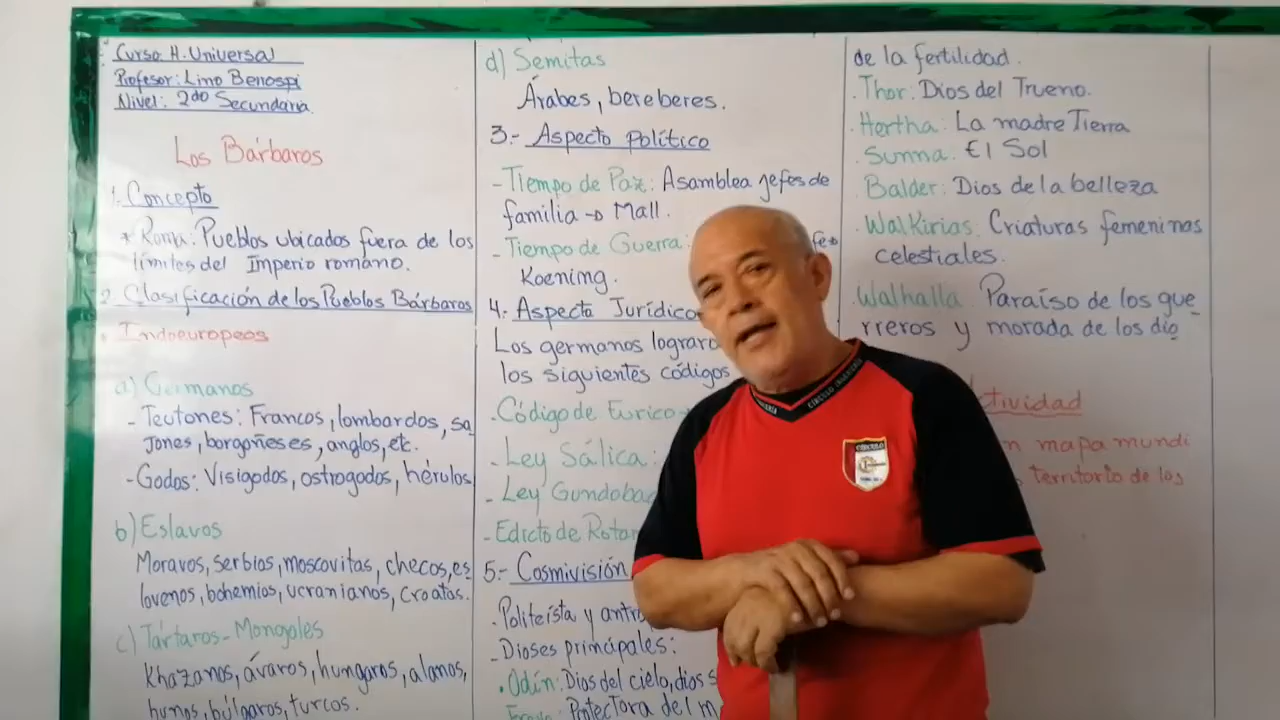 Curso: H. Universal
Profesor: Lino Benospi
Nivel: 2do Secundaria.
Los Bárbaros
1. Concepto
* Roma: Pueblos ubicados fuera de los
límites del Imperio romano.
2. Clasificación de los Pueblos Bárbaros
• Indoeuropeos
a) Germanos
- Teutones: Francos, lombardos, sa
jones, borgoñeses, anglos, etc.
- Godos: Visigodos, ostrogodos, hérulos
b) Eslavos
Moravos, serbios, moscovitas, checos, es
lovenos, bohemios, ucranianos, croatas.
c) Tártaros - Mongoles
Khazanos, ávaros, húngaros, alanos,
hunos, búlgaros, turcos.
d) Semitas
Árabes, bereberes.
3.- Aspecto Político
- Tiempo de Paz: Asamblea jefes de
familia → Mall.
- Tiempo de Guerra:
Koening.
4.- Aspecto Jurídico
Los germanos lograro
los siguientes códigos
- Código de Eurico
- Ley Sálica:
- Ley Gundobad
- Edicto de Rotar
5.- Cosmivisión
- Politeísta y antro
- Dioses principales:
• Odín: Dios del cielo, dios s
Protectora del m
de la fertilidad.
. Thor: Dios del Trueno.
. Hertha: La madre Tierra
. Sunna: El Sol
. Balder: Dios de la belleza
. Walkirias: Criaturas femeninas
celestiales.
. Walhalla: Paraíso de los gue
rreros y morada de los dio
ctividad
n mapa mundi
territorio de los
CÍRCULO